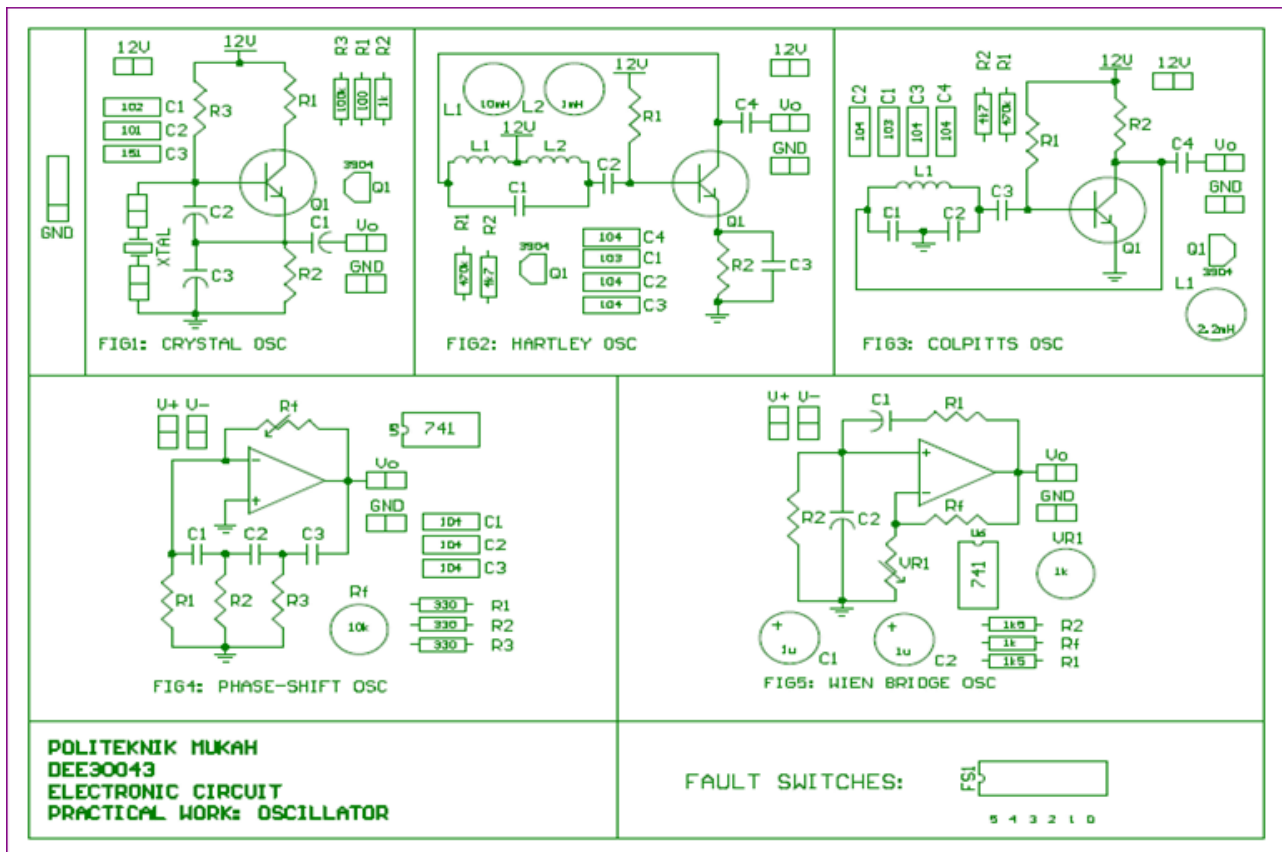 GND
12V
102 C1
101 C2
151 C3
XTAL
12V
R3
R1
C2
C3
Q1
C1
Vo
GND
R2
R3 R1 R2
100k 100 1k
3904
Q1
FIG1: CRYSTAL OSC
L1
10mH
L2
1mH
12V
L1 L2
C1
C2
12V
R1
C4
Vo
GND
12V
Q1
R2
C3
R1 R2
470k 4k7
3904
Q1
104 C4
103 C1
104 C2
104 C3
FIG2: HARTLEY OSC
C2 C1 C3 C4
104 103 104 104
R2 R1
4k7 470k
12V
12V
R1
R2
L1
C1 C2
C3
C4
Vo
GND
Q1
Q1
3904
L1
2.2mH
FIG3: COLPITTS OSC
V+ V-
Rf
-
+
741
Vo
GND
C1 C2 C3
R1 R2 R3
Rf
10k
104 C1
104 C2
104 C3
330 R1
330 R2
330 R3
FIG4: PHASE-SHIFT OSC
V+ V-
C1
R1
+
-
Vo
GND
R2
C2
Rf
VR1
741
VR1
1k
+
1u
C1
+
1u
C2
1k5 R2
1k Rf
1k5 R1
FIG5: WIEN BRIDGE OSC
POLITEKNIK MUKAH
DEE30043
ELECTRONIC CIRCUIT
PRACTICAL WORK: OSCILLATOR
FAULT SWITCHES:
FS1
5 4 3 2 1 0